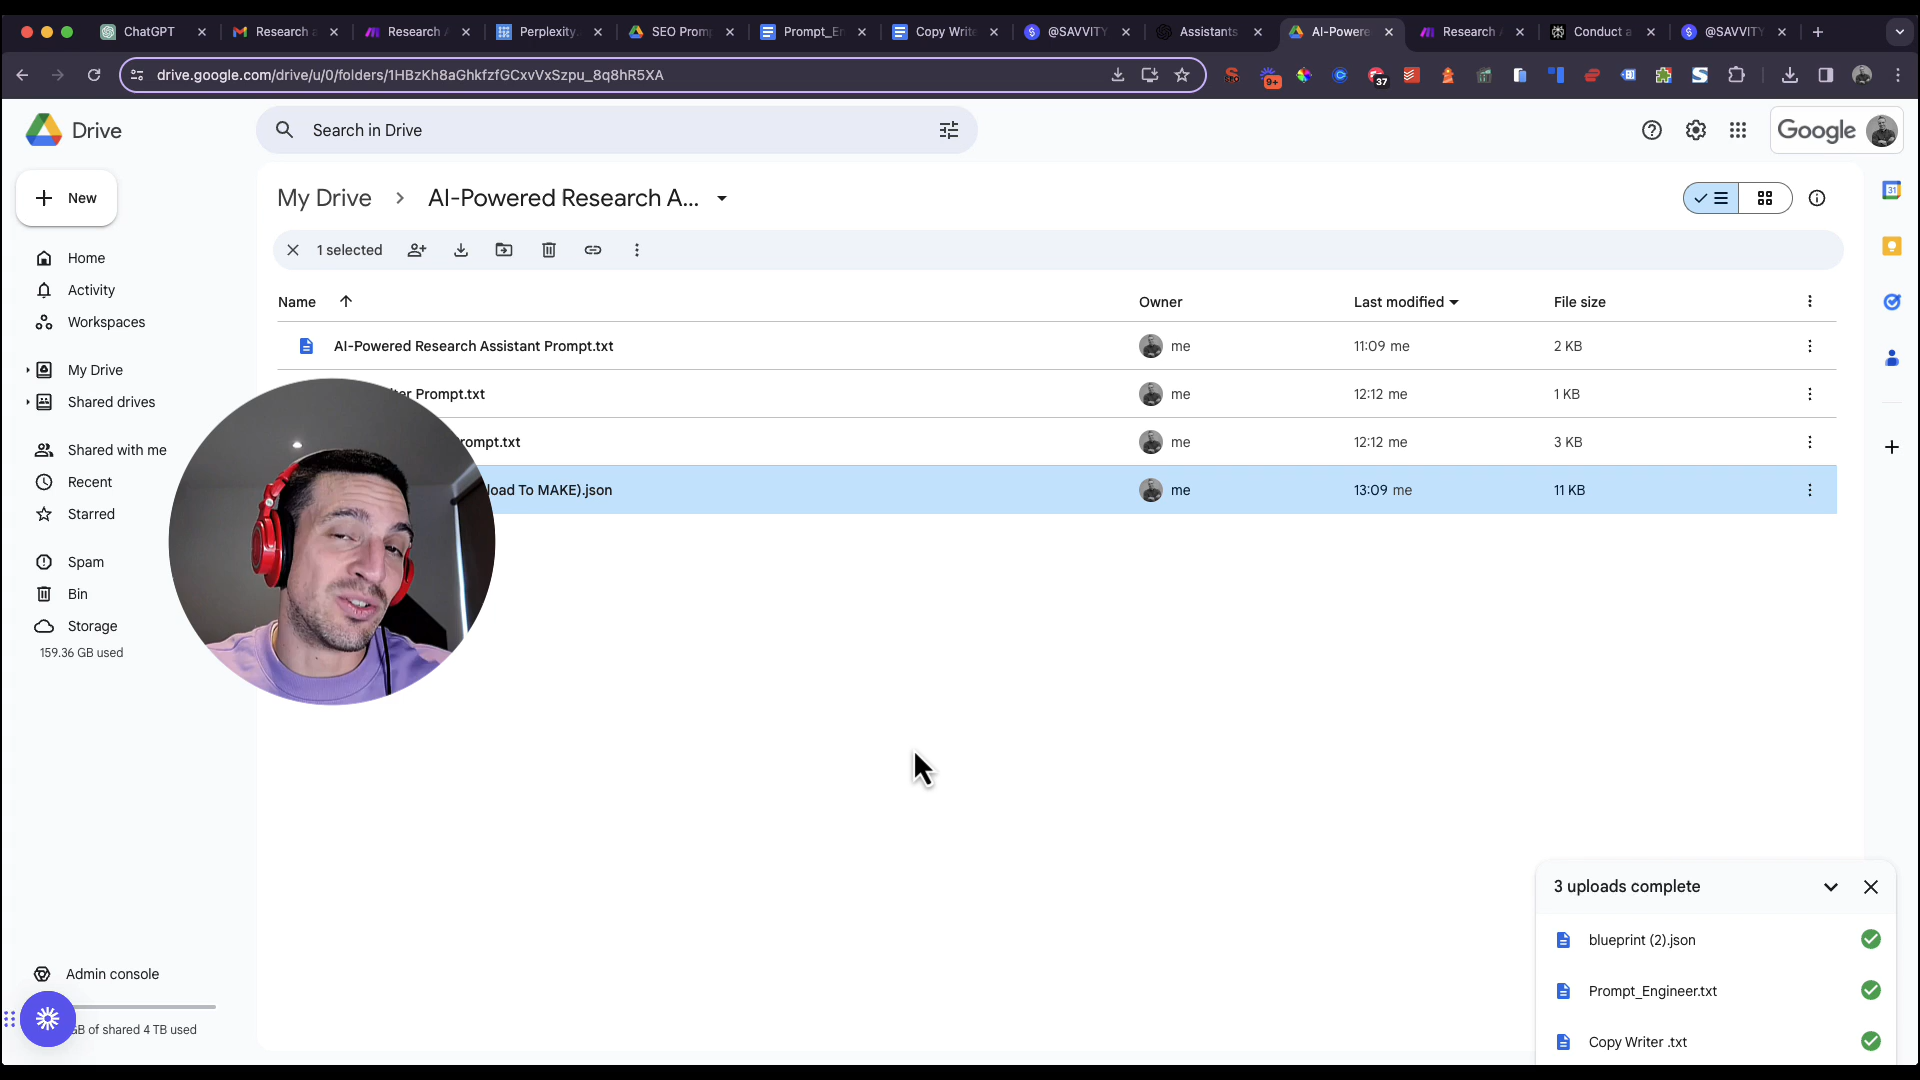 ChatGPT
Research a
Research A
Perplexity.
SEO Prom
Prompt_En
Copy Write
@SAVVITY
Assistants
AI-Powere
Research A
Conduct a
@SAVVITY
drive.google.com/drive/u/0/folders/1HBzKh8aGhkfzfGCxvVxSzpu_8q8hR5XA
9+
37
Drive
Search in Drive
Google
New
My Drive
AI-Powered Research A...
31
1 selected
Home
Activity
Workspaces
My Drive
Shared drives
Shared with me
Recent
Starred
Spam
Bin
Storage
159.36 GB used
Name
Owner
Last modified
File size
AI-Powered Research Assistant Prompt.txt
me
11:09 me
2 KB
Prompt.txt
me
12:12 me
1 KB
rompt.txt
me
12:12 me
3 KB
load To MAKE).json
me
13:09 me
11 KB
Admin console
GB of shared 4 TB used
3 uploads complete
blueprint (2).json
Prompt_Engineer.txt
Copy Writer .txt